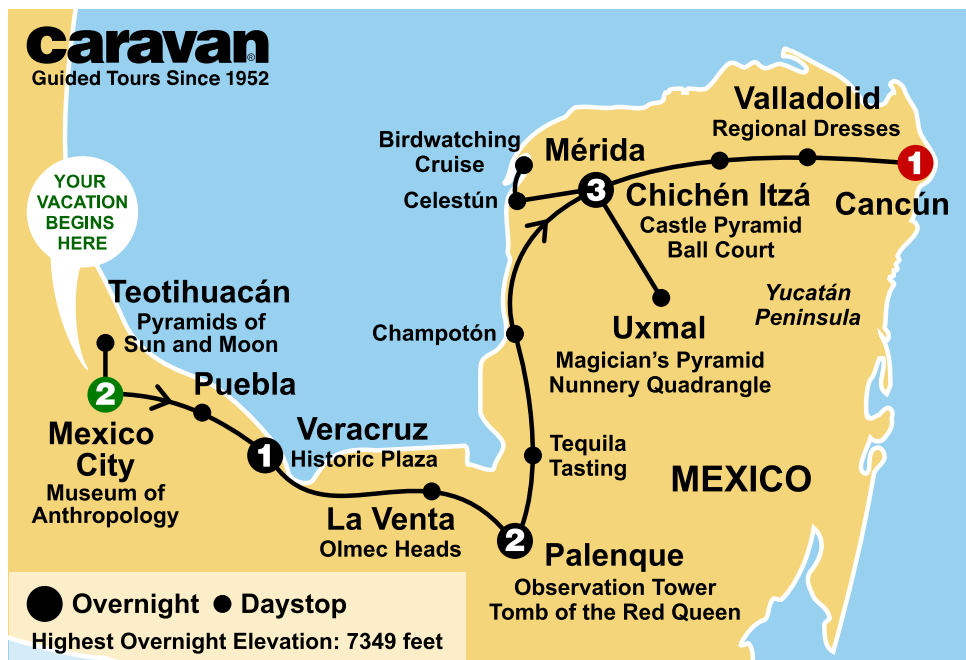 caravan®
Guided Tours Since 1952
YOUR
VACATION
BEGINS
HERE
Teotihuacán
Pyramids of
Sun and Moon
2
Mexico
City
Museum of
Anthropology
Puebla
1
Veracruz
Historic Plaza
La Venta
Olmec Heads
2
Palenque
Observation Tower
Tomb of the Red Queen
Tequila
Tasting
Champotón
Birdwatching
Cruise
Celestún
Mérida
3
Uxmal
Magician's Pyramid
Nunnery Quadrangle
Chichén Itzá
Castle Pyramid
Ball Court
Valladolid
Regional Dresses
1
Cancún
Yucatán
Peninsula
MEXICO
Overnight Daystop
Highest Overnight Elevation: 7349 feet